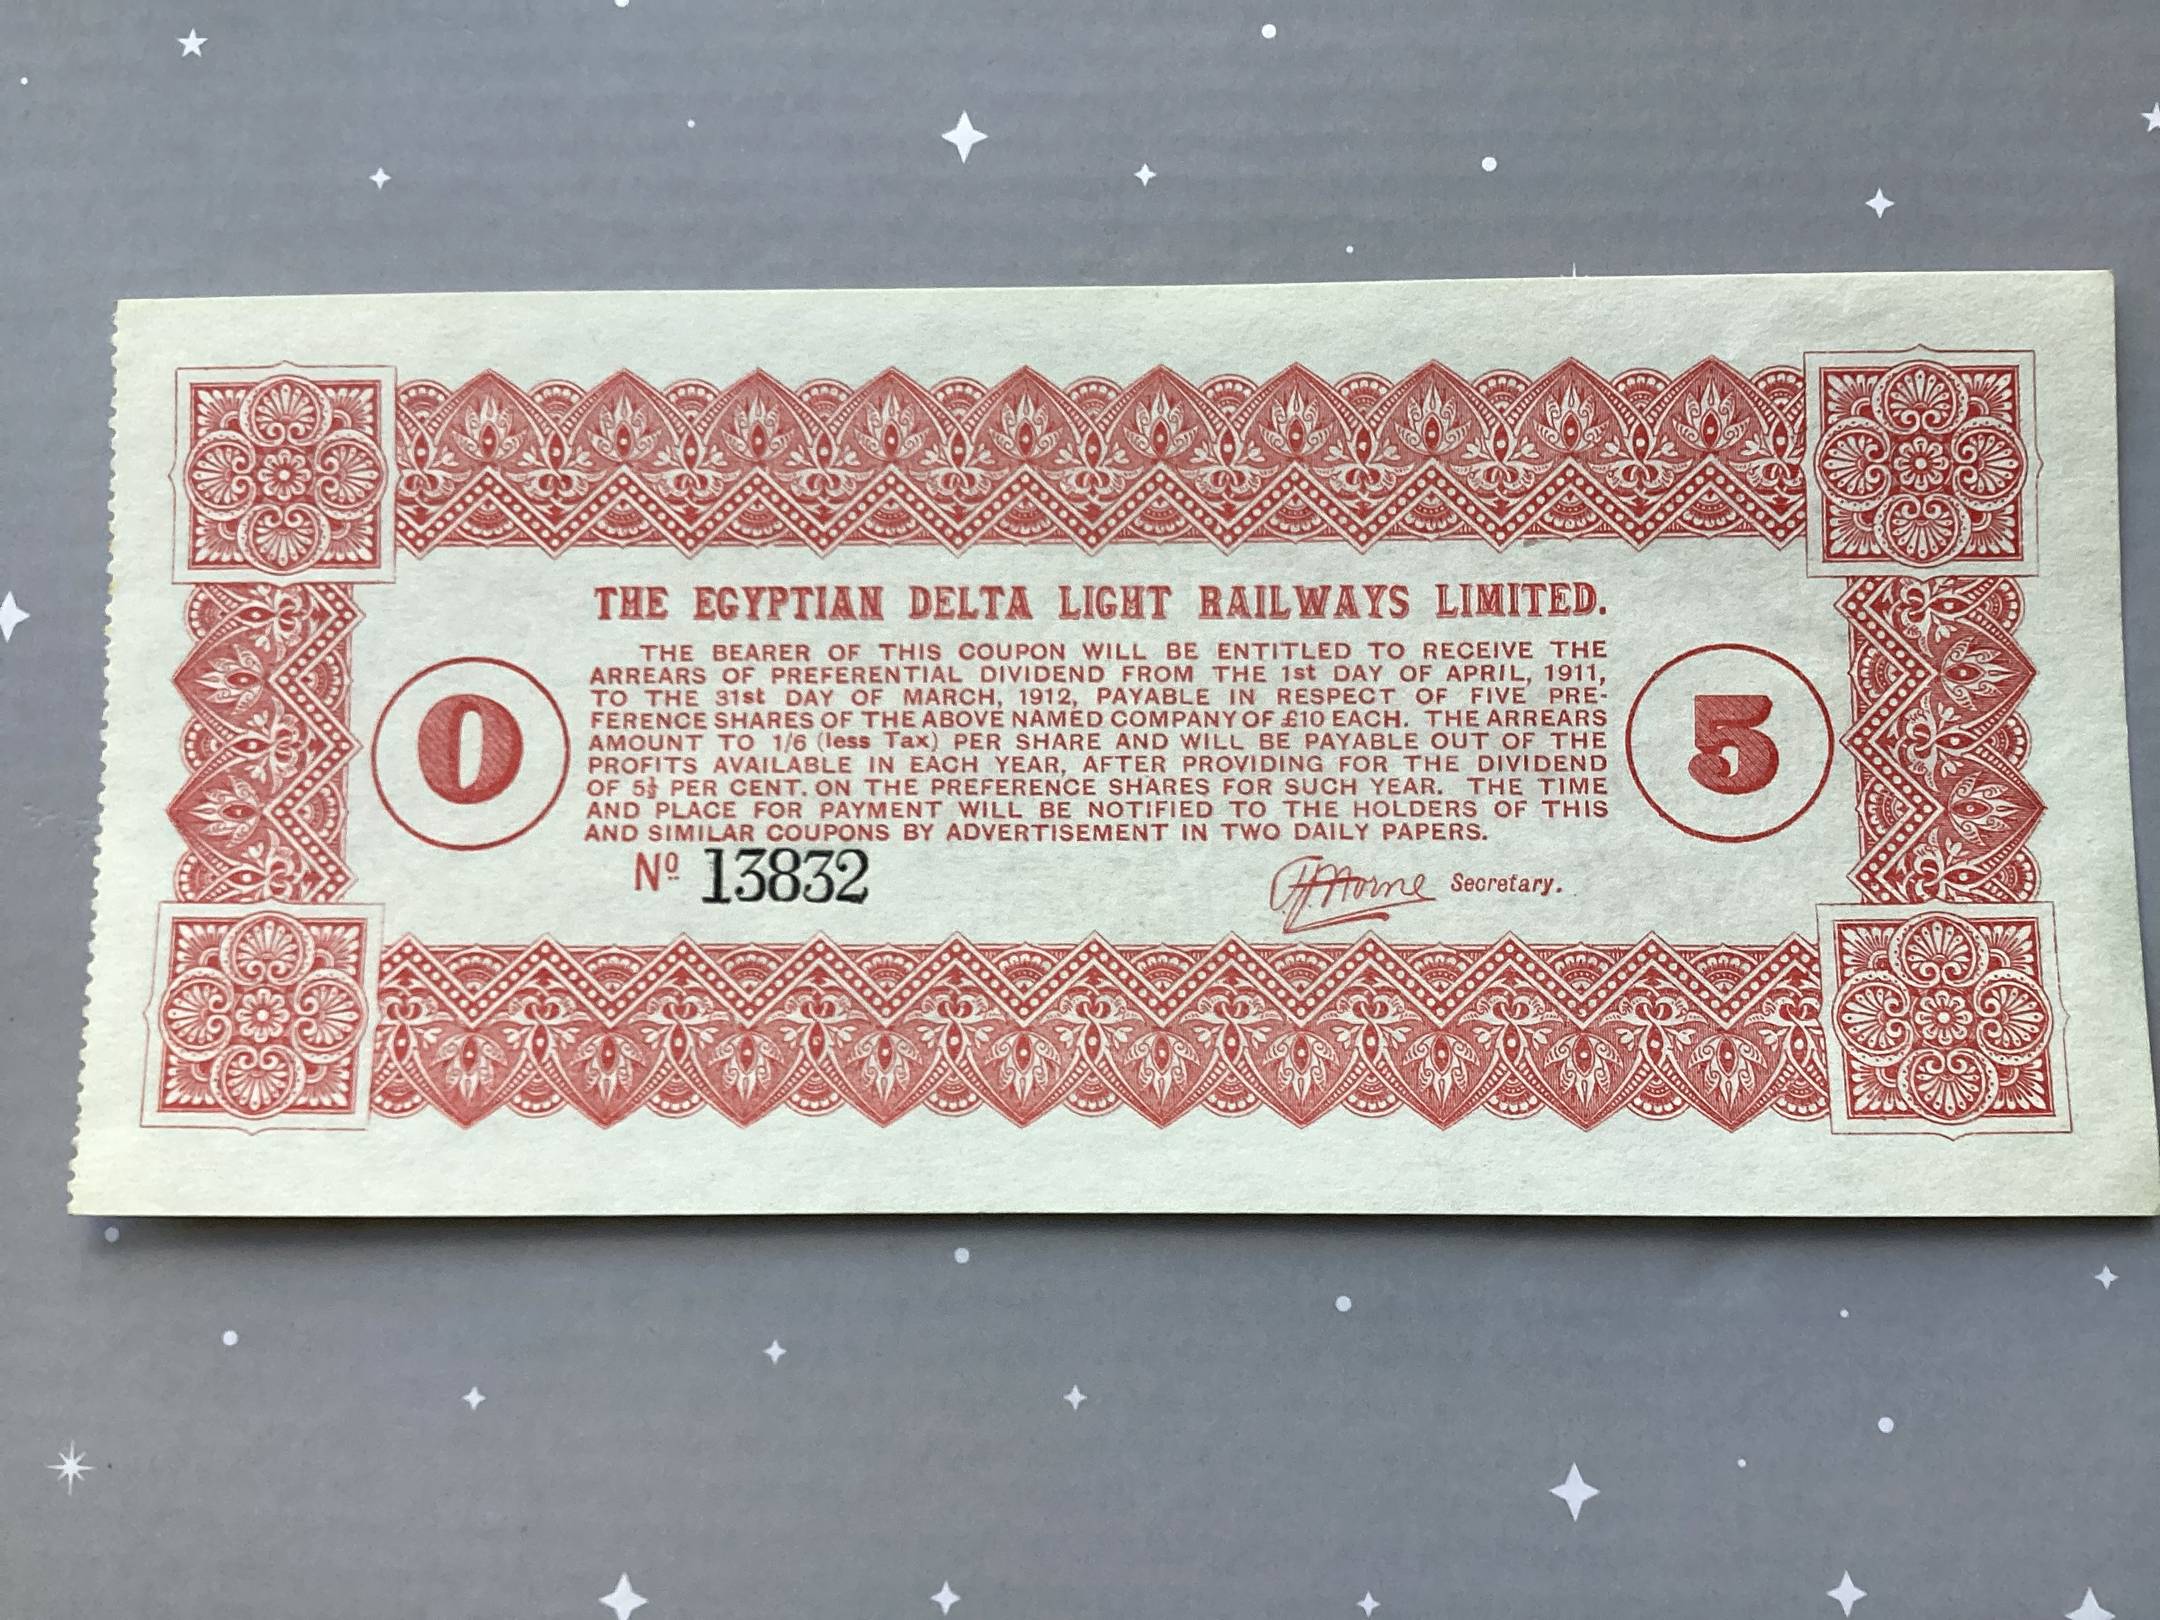 THE EGYPTIAN DELTA LIGHT RAILWAYS LIMITED.
THE BEARER OF THIS COUPON WILL BE ENTITLED TO RECEIVE THE
ARREARS OF PREFERENTIAL DIVIDEND FROM THE 1st DAY OF APRIL, 1911,
TO THE 31st DAY OF MARCH, 1912, PAYABLE IN RESPECT OF FIVE PRE-
FERENCE SHARES OF THE ABOVE NAMED COMPANY OF £10 EACH. THE ARREARS
AMOUNT TO 1/6 (less Tax) PER SHARE AND WILL BE PAYABLE OUT OF THE
PROFITS AVAILABLE IN EACH YEAR, AFTER PROVIDING FOR THE DIVIDEND
OF 5½ PER CENT. ON THE PREFERENCE SHARES FOR SUCH YEAR. THE TIME
AND PLACE FOR PAYMENT WILL BE NOTIFIED TO THE HOLDERS OF THIS
AND SIMILAR COUPONS BY ADVERTISEMENT IN TWO DAILY PAPERS.
0
5
Nº 13832
Secretary.